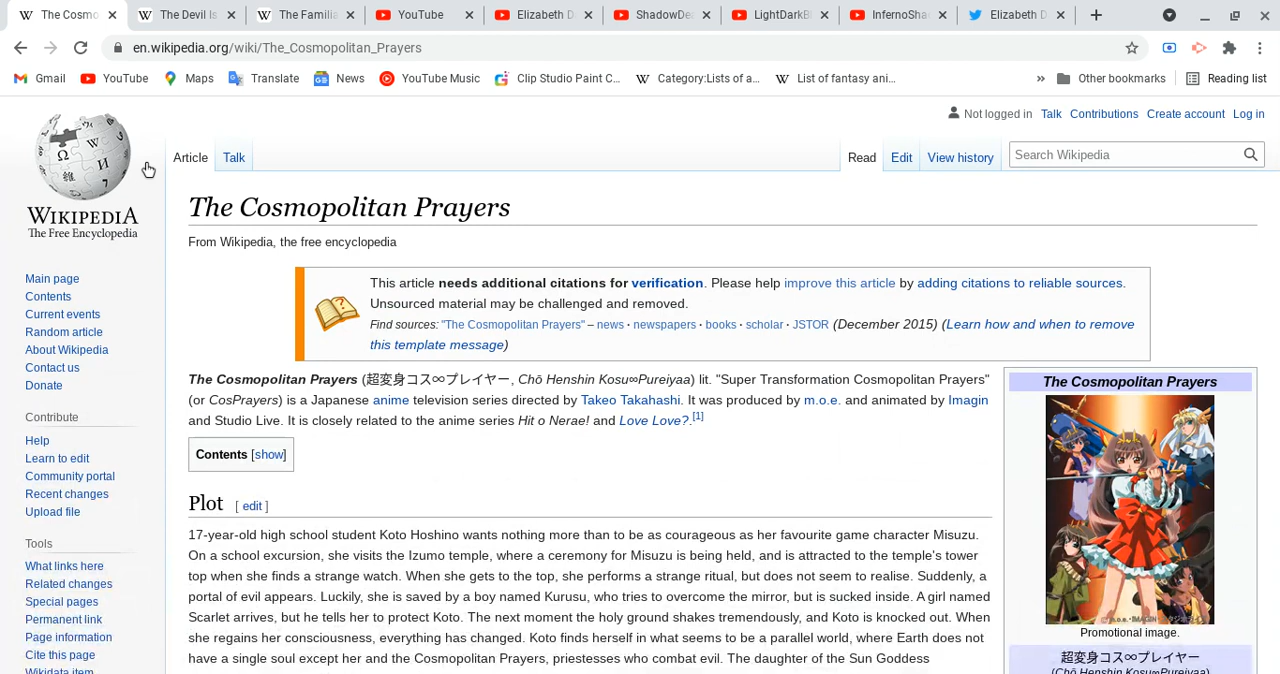 The Cosmo
The Devil Is
The Familia
YouTube
Elizabeth D
ShadowDea
LightDarkBl
InfernoSha
Elizabeth D
en.wikipedia.org/wiki/The_Cosmopolitan_Prayers
Gmail YouTube Maps Translate News YouTube Music Clip Studio Paint C... Category:Lists of a... List of fantasy ani... » Other bookmarks Reading list
Not logged in Talk Contributions Create account Log in
Article Talk Read Edit View history Search Wikipedia
WIKIPEDIA
The Free Encyclopedia
Main page
Contents
Current events
Random article
About Wikipedia
Contact us
Donate
Contribute
Help
Learn to edit
Community portal
Recent changes
Upload file
Tools
What links here
Related changes
Special pages
Permanent link
Page information
Cite this page
Wikidata item
The Cosmopolitan Prayers
From Wikipedia, the free encyclopedia
This article needs additional citations for verification. Please help improve this article by adding citations to reliable sources.
Unsourced material may be challenged and removed.
Find sources: "The Cosmopolitan Prayers" – news · newspapers · books · scholar · JSTOR (December 2015) (Learn how and when to remove
this template message)
The Cosmopolitan Prayers (超変身コス∞プレイヤー, Chō Henshin Kosu∞Pureiyaa) lit. "Super Transformation Cosmopolitan Prayers"
(or CosPrayers) is a Japanese anime television series directed by Takeo Takahashi. It was produced by m.o.e. and animated by Imagin
and Studio Live. It is closely related to the anime series Hit o Nerae! and Love Love?.[1]
Contents [show]
Plot [ edit ]
17-year-old high school student Koto Hoshino wants nothing more than to be as courageous as her favourite game character Misuzu.
On a school excursion, she visits the Izumo temple, where a ceremony for Misuzu is being held, and is attracted to the temple's tower
top when she finds a strange watch. When she gets to the top, she performs a strange ritual, but does not seem to realise. Suddenly, a
portal of evil appears. Luckily, she is saved by a boy named Kurusu, who tries to overcome the mirror, but is sucked inside. A girl named
Scarlet arrives, but he tells her to protect Koto. The next moment the holy ground shakes tremendously, and Koto is knocked out. When
she regains her consciousness, everything has changed. Koto finds herself in what seems to be a parallel world, where Earth does not
have a single soul except her and the Cosmopolitan Prayers, priestesses who combat evil. The daughter of the Sun Goddess
The Cosmopolitan Prayers
Promotional image.
超変身コス∞プレイヤー
(Chō Henshin Kosu∞Pureiyaa)